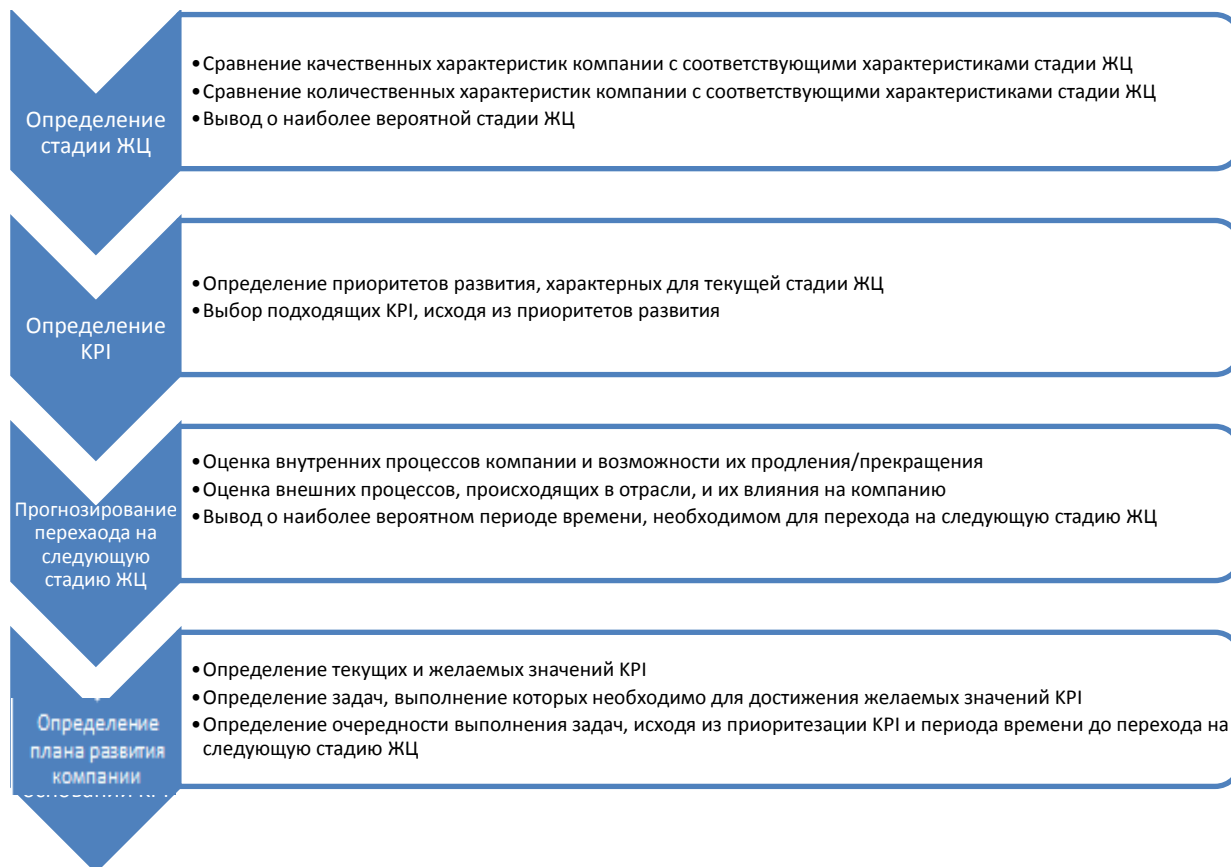 Определение
стадии ЖЦ
•Сравнение качественных характеристик компании с соответствующими характеристиками стадии ЖЦ
•Сравнение количественных характеристик компании с соответствующими характеристиками стадии ЖЦ
•Вывод о наиболее вероятной стадии ЖЦ
Определение
KPI
•Определение приоритетов развития, характерных для текущей стадии ЖЦ
•Выбор подходящих KPI, исходя из приоритетов развития
Прогнозирование
перехаода на
следующую
стадию ЖЦ
•Оценка внутренних процессов компании и возможности их продления/прекращения
•Оценка внешних процессов, происходящих в отрасли, и их влияния на компанию
•Вывод о наиболее вероятном периоде времени, необходимом для перехода на следующую стадию ЖЦ
Определение
плана развития
компании
•Определение текущих и желаемых значений KPI
•Определение задач, выполнение которых необходимо для достижения желаемых значений KPI
•Определение очередности выполнения задач, исходя из приоритезации KPI и периода времени до перехода на
следующую стадию ЖЦ